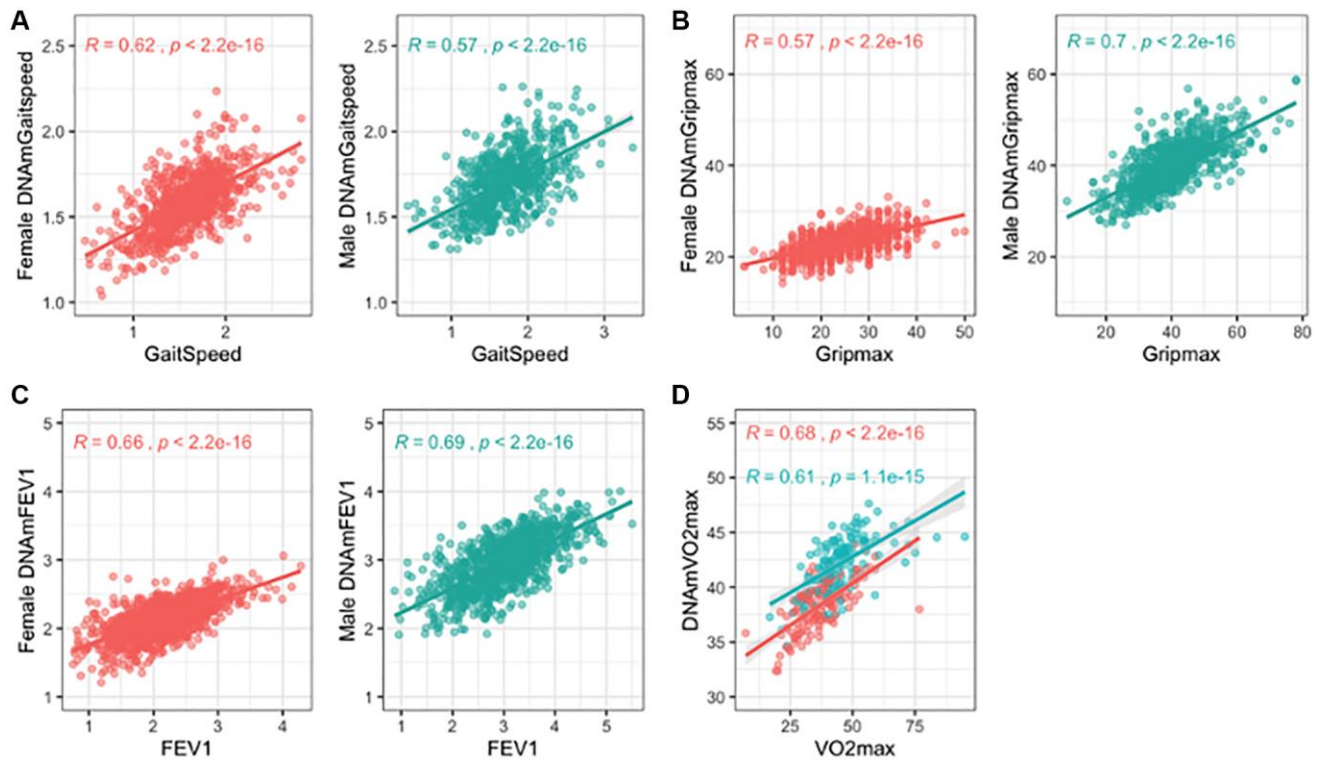 A
Female DNAmGaitspeed
2.5
2.0
1.5
1.0
R = 0.62 , p < 2.2e-16
1
2
GaitSpeed
Male DNAmGaitspeed
2.5
2.0
1.5
1.0
R = 0.57 , p < 2.2e-16
1
2
3
GaitSpeed
B
Female DNAmGripmax
60
40
20
R = 0.57 , p < 2.2e-16
10
20
30
40
50
Gripmax
Male DNAmGripmax
60
40
20
R = 0.7 , p < 2.2e-16
20
40
60
80
Gripmax
C
Female DNAmFEV1
5
4
3
2
1
R = 0.66 , p < 2.2e-16
1
2
3
4
FEV1
Male DNAmFEV1
5
4
3
2
1
R = 0.69 , p < 2.2e-16
1
2
3
4
5
FEV1
D
DNAmVO2max
55
50
45
40
35
30
R = 0.68 , p < 2.2e-16
R = 0.61 , p = 1.1e-15
25
50
75
VO2max